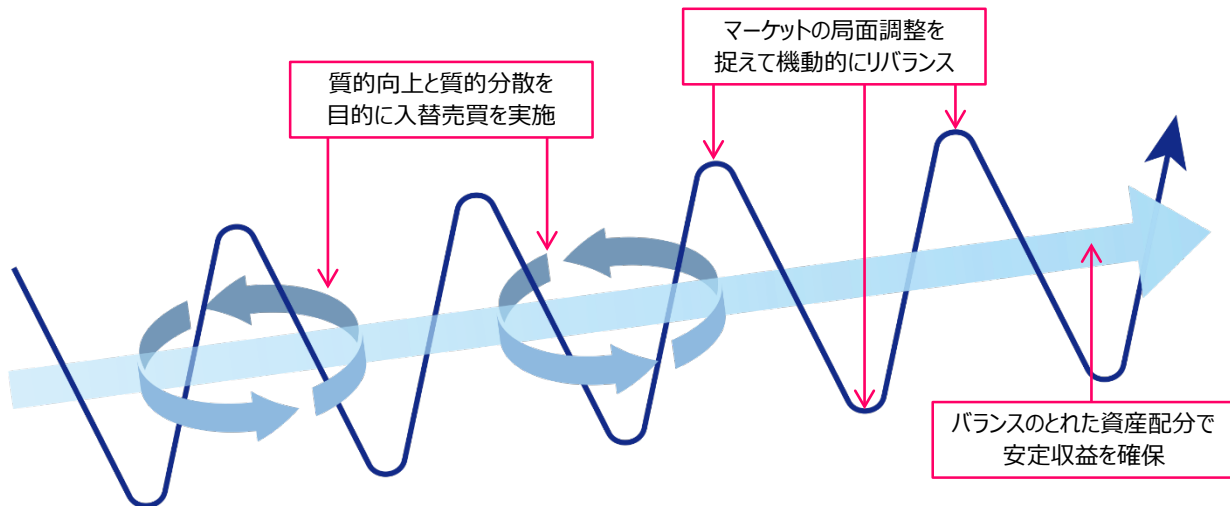 マーケットの局面調整を
捉えて機動的にリバランス
質的向上と質的分散を
目的に入替売買を実施
バランスのとれた資産配分で
安定収益を確保